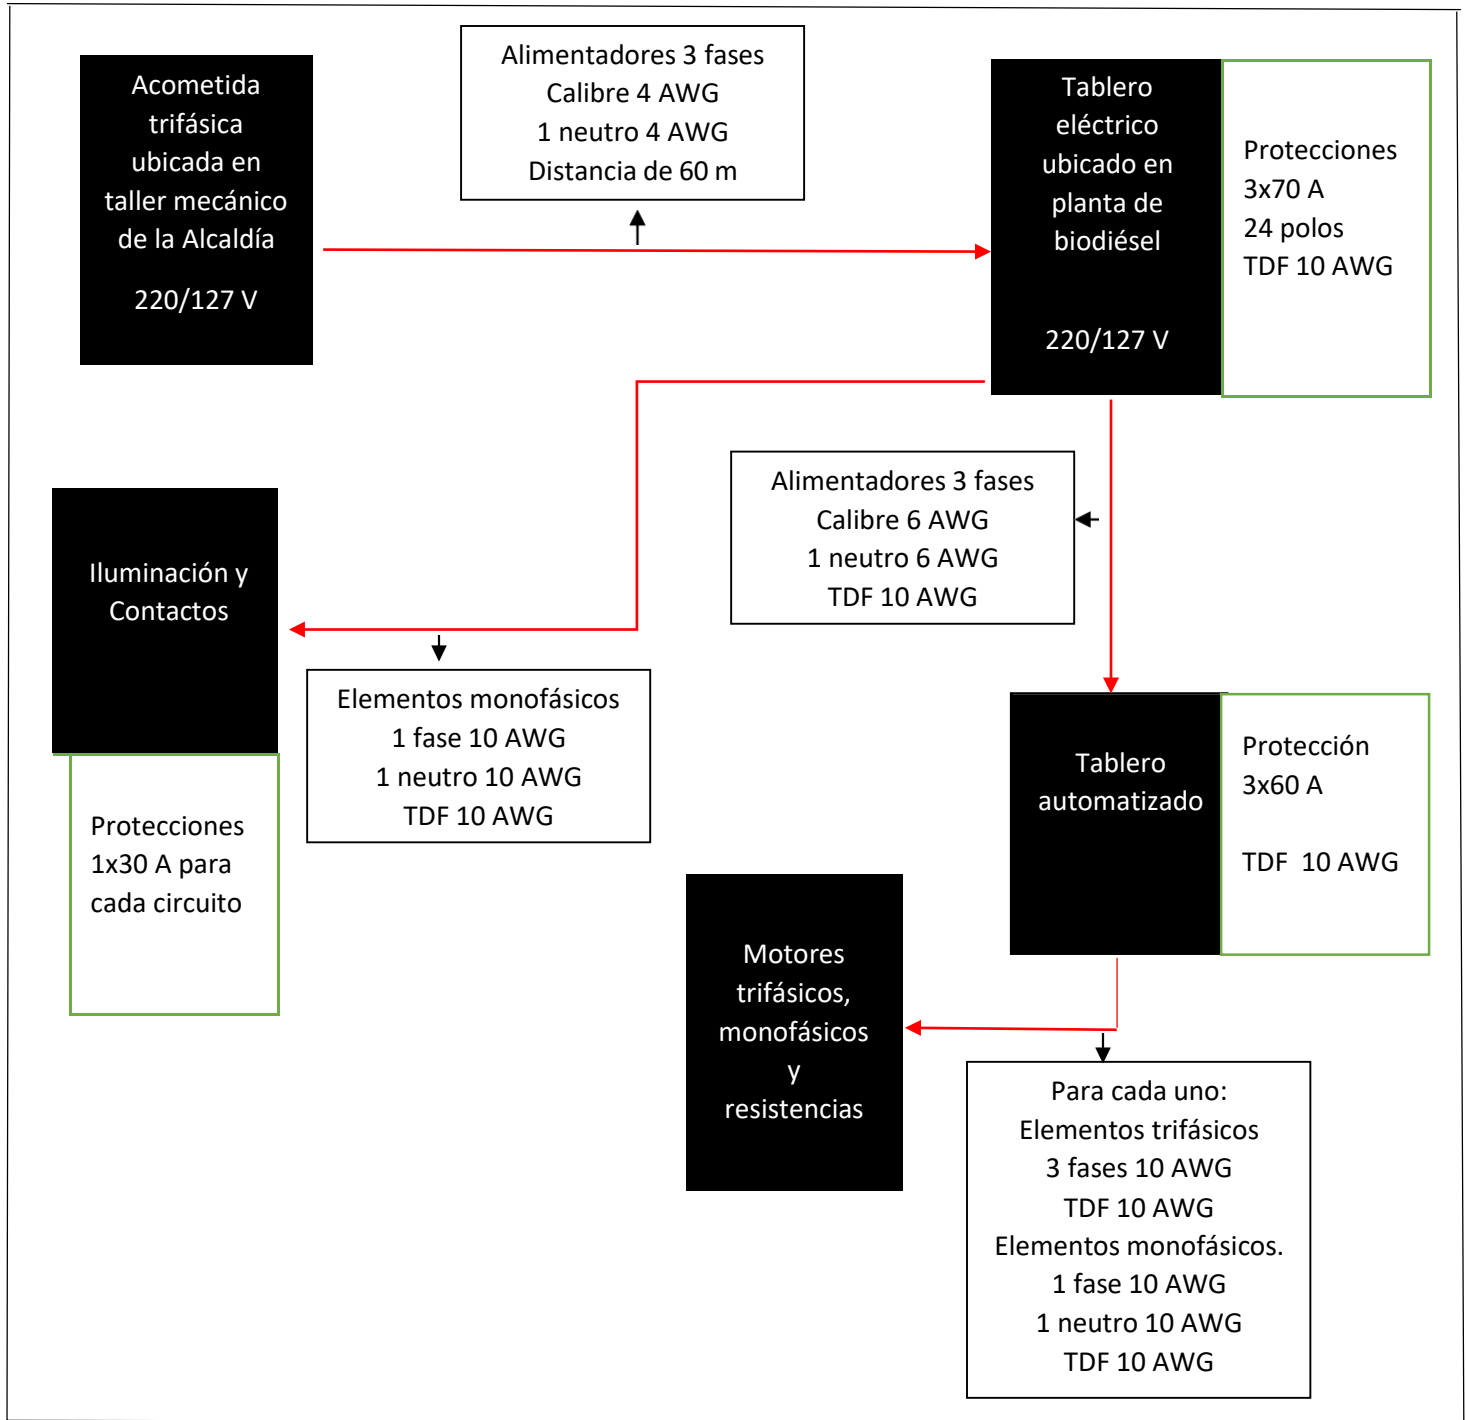 Acometida
trifásica
ubicada en
taller mecánico
de la Alcaldía
220/127 V
Alimentadores 3 fases
Calibre 4 AWG
1 neutro 4 AWG
Distancia de 60 m
Tablero
eléctrico
ubicado en
planta de
biodiésel
220/127 V
Protecciones
3x70 A
24 polos
TDF 10 AWG
Alimentadores 3 fases
Calibre 6 AWG
1 neutro 6 AWG
TDF 10 AWG
Iluminación y
Contactos
Elementos monofásicos
1 fase 10 AWG
1 neutro 10 AWG
TDF 10 AWG
Protecciones
1x30 A para
cada circuito
Tablero
automatizado
Protección
3x60 A
TDF  10 AWG
Motores
trifásicos,
monofásicos
y
resistencias
Para cada uno:
Elementos trifásicos
3 fases 10 AWG
TDF 10 AWG
Elementos monofásicos.
1 fase 10 AWG
1 neutro 10 AWG
TDF 10 AWG